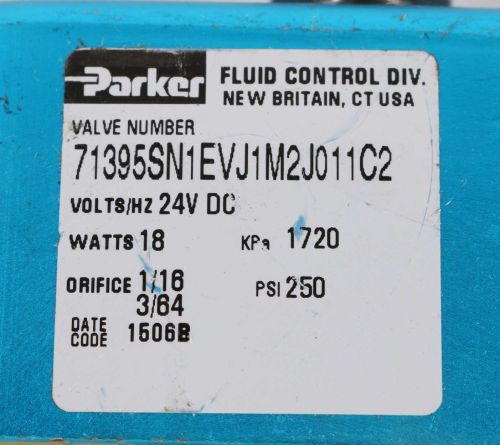 Parker FLUID CONTROL DIV.
NEW BRITAIN, CT USA
VALVE NUMBER
71395SN1EVJ1M2J011C2
VOLTS/HZ 24V DC
WATTS 18 KPa 1720
ORIFICE 1/16 PSI 250
3/64
DATE CODE 1506B